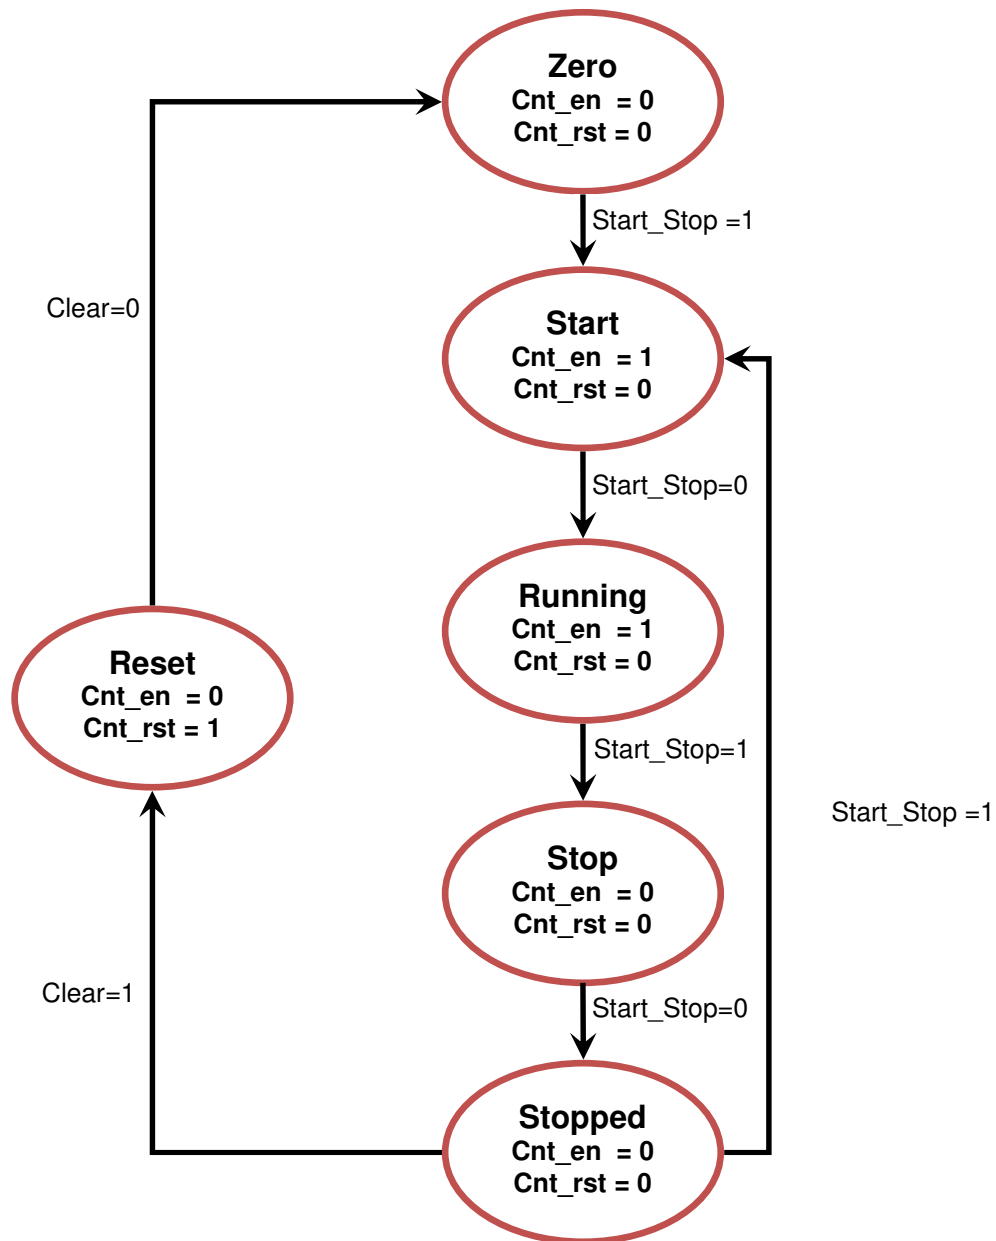 Zero
Cnt_en = 0
Cnt_rst = 0
Start_Stop =1
Clear=0
Start
Cnt_en = 1
Cnt_rst = 0
Start_Stop=0
Running
Cnt_en = 1
Cnt_rst = 0
Reset
Cnt_en = 0
Cnt_rst = 1
Start_Stop=1
Start_Stop =1
Stop
Cnt_en = 0
Cnt_rst = 0
Clear=1
Start_Stop=0
Stopped
Cnt_en = 0
Cnt_rst = 0